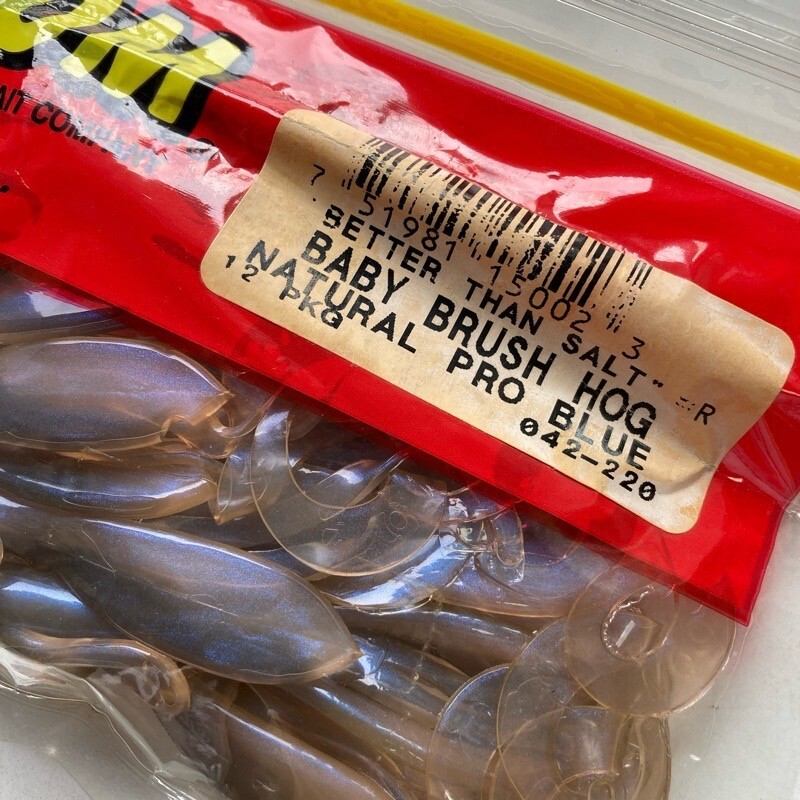 OM
AIT COMPANY
7 51981 15002 3
BETTER THAN SALT"
BABY BRUSH HOG
NATURAL PRO BLUE
12 PKG 042-220